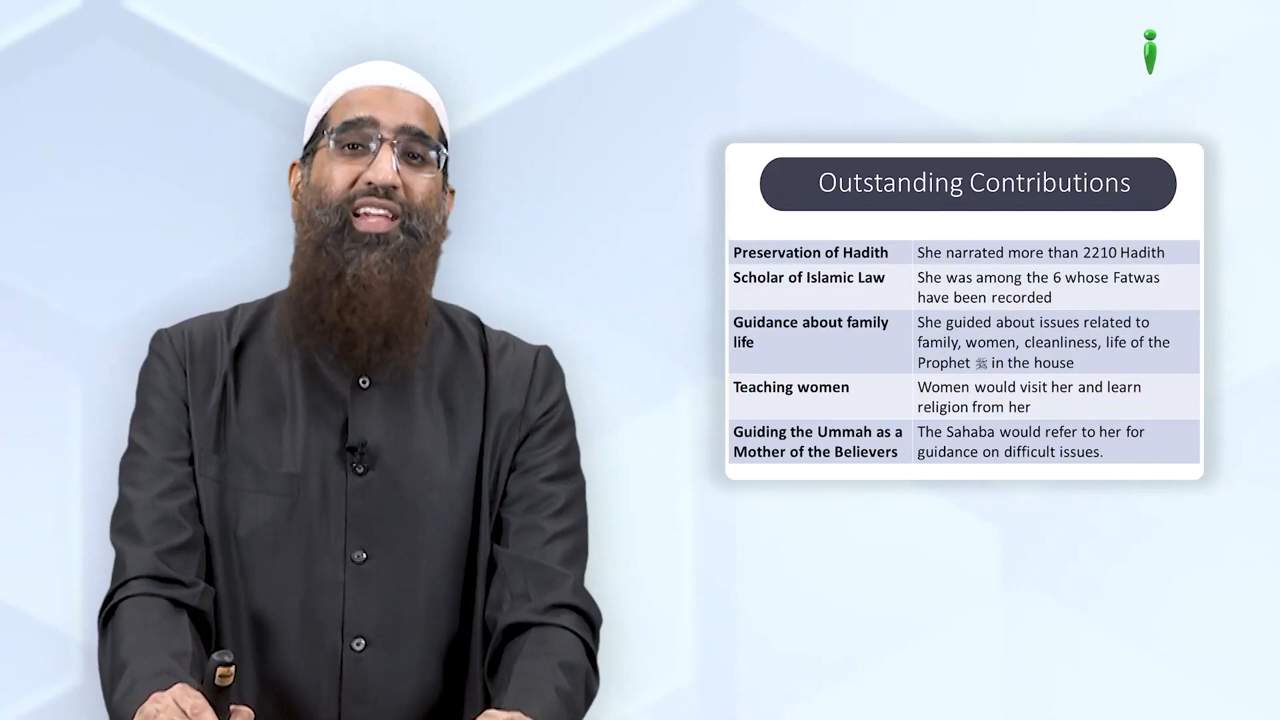 Outstanding Contributions
Preservation of Hadith She narrated more than 2210 Hadith
Scholar of Islamic Law She was among the 6 whose Fatwas
have been recorded
Guidance about family She guided about issues related to
life family, women, cleanliness, life of the
Prophet ﷺ in the house
Teaching women Women would visit her and learn
religion from her
Guiding the Ummah as a The Sahaba would refer to her for
Mother of the Believers guidance on difficult issues.